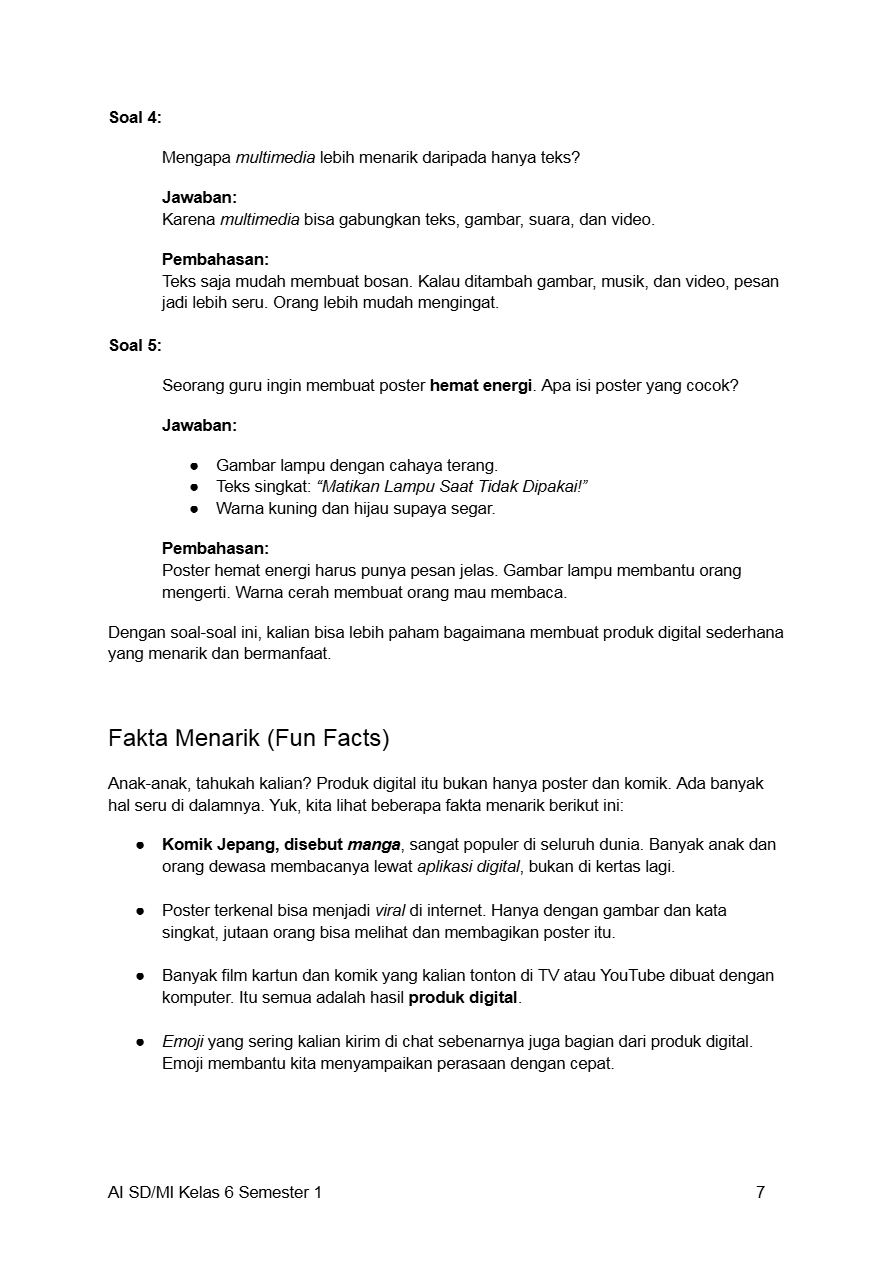 Soal 4:
Mengapa multimedia lebih menarik daripada hanya teks?
Jawaban:
Karena multimedia bisa gabungkan teks, gambar, suara, dan video.
Pembahasan:
Teks saja mudah membuat bosan. Kalau ditambah gambar, musik, dan video, pesan
jadi lebih seru. Orang lebih mudah mengingat.
Soal 5:
Seorang guru ingin membuat poster hemat energi. Apa isi poster yang cocok?
Jawaban:
● Gambar lampu dengan cahaya terang.
● Teks singkat: “Matikan Lampu Saat Tidak Dipakai!”
● Warna kuning dan hijau supaya segar.
Pembahasan:
Poster hemat energi harus punya pesan jelas. Gambar lampu membantu orang
mengerti. Warna cerah membuat orang mau membaca.
Dengan soal-soal ini, kalian bisa lebih paham bagaimana membuat produk digital sederhana
yang menarik dan bermanfaat.
Fakta Menarik (Fun Facts)
Anak-anak, tahukah kalian? Produk digital itu bukan hanya poster dan komik. Ada banyak
hal seru di dalamnya. Yuk, kita lihat beberapa fakta menarik berikut ini:
● Komik Jepang, disebut manga, sangat populer di seluruh dunia. Banyak anak dan
orang dewasa membacanya lewat aplikasi digital, bukan di kertas lagi.
● Poster terkenal bisa menjadi viral di internet. Hanya dengan gambar dan kata
singkat, jutaan orang bisa melihat dan membagikan poster itu.
● Banyak film kartun dan komik yang kalian tonton di TV atau YouTube dibuat dengan
komputer. Itu semua adalah hasil produk digital.
● Emoji yang sering kalian kirim di chat sebenarnya juga bagian dari produk digital.
Emoji membantu kita menyampaikan perasaan dengan cepat.
AI SD/MI Kelas 6 Semester 1 7